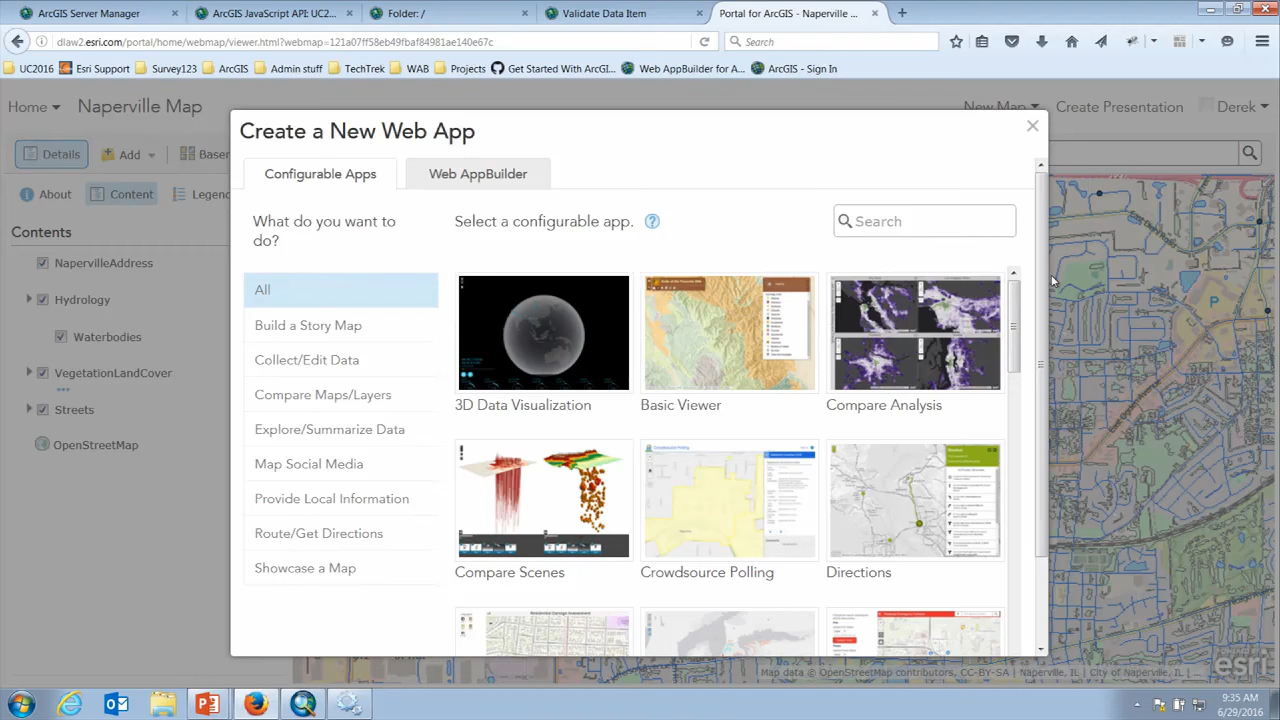 ArcGIS Server Manager
ArcGIS JavaScript API: UC2...
Folder: /
Validate Data Item
Portal for ArcGIS - Naperville ...
dlaw2.esri.com/portal/home/webmap/viewer.html?webmap=121a07ff58eb49fbaf84981ae140e67c
Search
UC2016
Esri Support
Survey123
ArcGIS
Admin stuff
TechTrek
WAB
Projects
Get Started With ArcGI...
Web AppBuilder for A...
ArcGIS - Sign In
Home
Naperville Map
New Map
Create Presentation
Derek
Create a New Web App
Details
Add
Basem
Configurable Apps
Web AppBuilder
About
Content
Legend
What do you want to
do?
Select a configurable app.
Search
Contents
NapervilleAddress
Hydrology
Waterbodies
VegetationLandCover
Streets
OpenStreetMap
All
Build a Story Map
Collect/Edit Data
Compare Maps/Layers
Explore/Summarize Data
Map Social Media
Provide Local Information
Route/Get Directions
Showcase a Map
3D Data Visualization
Basic Viewer
Compare Analysis
Compare Scenes
Crowdsource Polling
Directions
Map data © OpenStreetMap contributors, CC-BY-SA | Naperville, IL | City of Naperville, IL
esri
9:35 AM
6/29/2016